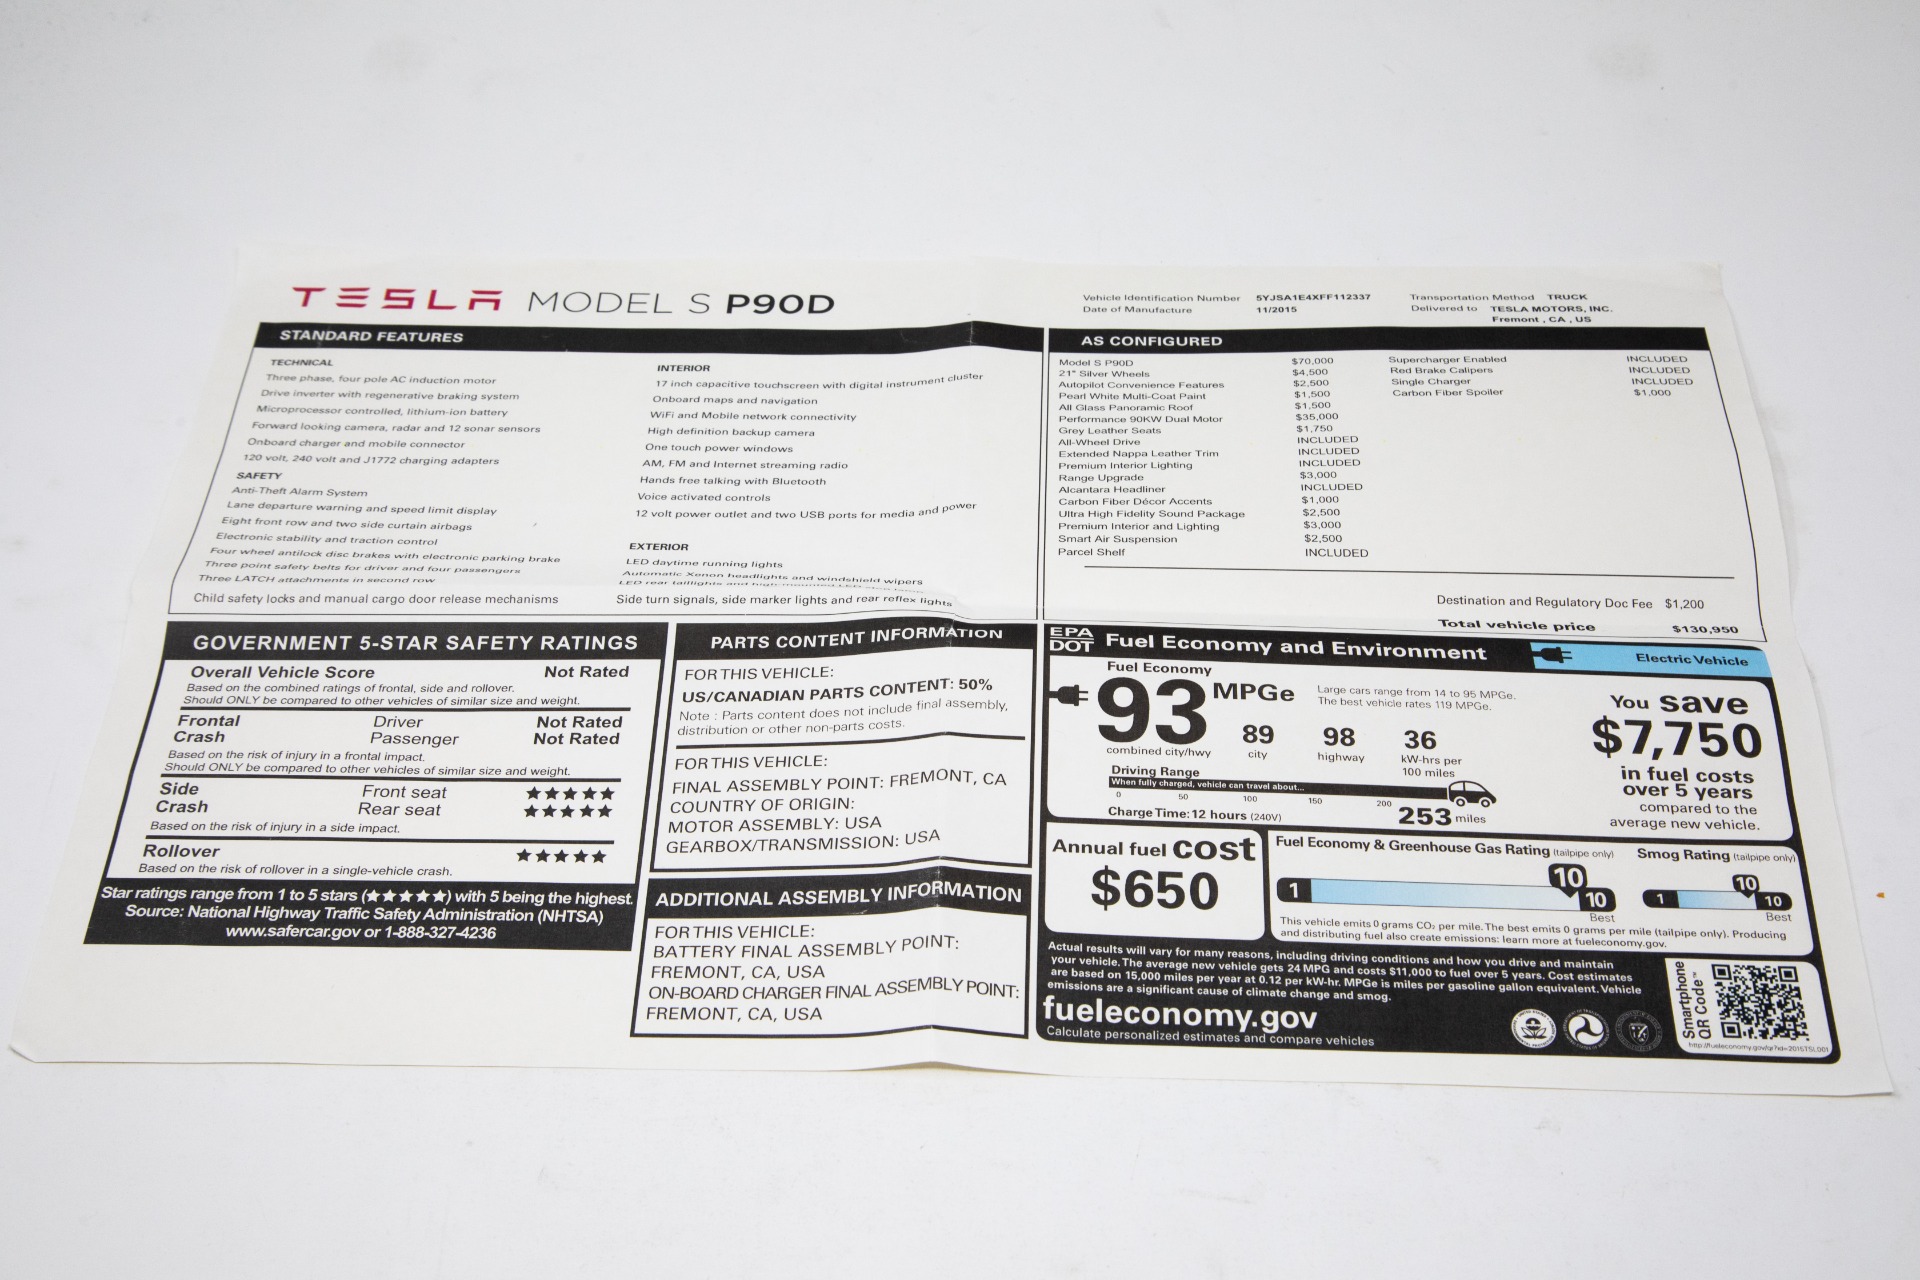 TESLA MODEL S P90D
Vehicle Identification Number 5YJSA1E4XFF112337
Date of Manufacture 11/2015
Transportation Method TRUCK
Delivered to TESLA MOTORS, INC.
Fremont , CA , US
STANDARD FEATURES
TECHNICAL
Three phase, four pole AC induction motor
Drive inverter with regenerative braking system
Microprocessor controlled, lithium-ion battery
Forward looking camera, radar and 12 sonar sensors
Onboard charger and mobile connector
120 volt, 240 volt and J1772 charging adapters
SAFETY
Anti-Theft Alarm System
Lane departure warning and speed limit display
Eight front row and two side curtain airbags
Electronic stability and traction control
Four wheel antilock disc brakes with electronic parking brake
Three point safety belts for driver and four passengers
Three LATCH attachments in second row
Child safety locks and manual cargo door release mechanisms
INTERIOR
17 inch capacitive touchscreen with digital instrument cluster
Onboard maps and navigation
WiFi and Mobile network connectivity
High definition backup camera
One touch power windows
AM, FM and Internet streaming radio
Hands free talking with Bluetooth
Voice activated controls
12 volt power outlet and two USB ports for media and power
EXTERIOR
LED daytime running lights
Automatic Xenon headlights and windshield wipers
LED rear taillights and high mounted LED
Side turn signals, side marker lights and rear reflex lights
AS CONFIGURED
Model S P90D $70,000
21" Silver Wheels $4,500
Autopilot Convenience Features $2,500
Pearl White Multi-Coat Paint $1,500
All Glass Panoramic Roof $1,500
Performance 90KW Dual Motor $35,000
Grey Leather Seats $1,750
All-Wheel Drive INCLUDED
Extended Nappa Leather Trim INCLUDED
Premium Interior Lighting INCLUDED
Range Upgrade $3,000
Alcantara Headliner INCLUDED
Carbon Fiber Décor Accents $1,000
Ultra High Fidelity Sound Package $2,500
Premium Interior and Lighting $3,000
Smart Air Suspension $2,500
Parcel Shelf INCLUDED
Supercharger Enabled INCLUDED
Red Brake Calipers INCLUDED
Single Charger INCLUDED
Carbon Fiber Spoiler $1,000
Destination and Regulatory Doc Fee $1,200
Total vehicle price $130,950
GOVERNMENT 5-STAR SAFETY RATINGS
Overall Vehicle Score Not Rated
Based on the combined ratings of frontal, side and rollover.
Should ONLY be compared to other vehicles of similar size and weight.
Frontal Driver Not Rated
Crash Passenger Not Rated
Based on the risk of injury in a frontal impact.
Should ONLY be compared to other vehicles of similar size and weight.
Side Front seat ★★★★★
Crash Rear seat ★★★★★
Based on the risk of injury in a side impact.
Rollover ★★★★★
Based on the risk of rollover in a single-vehicle crash.
Star ratings range from 1 to 5 stars (★★★★★) with 5 being the highest.
Source: National Highway Traffic Safety Administration (NHTSA)
www.safercar.gov or 1-888-327-4236
PARTS CONTENT INFORMATION
FOR THIS VEHICLE:
US/CANADIAN PARTS CONTENT: 50%
Note : Parts content does not include final assembly,
distribution or other non-parts costs.
FOR THIS VEHICLE:
FINAL ASSEMBLY POINT: FREMONT, CA
COUNTRY OF ORIGIN:
MOTOR ASSEMBLY: USA
GEARBOX/TRANSMISSION: USA
ADDITIONAL ASSEMBLY INFORMATION
FOR THIS VEHICLE:
BATTERY FINAL ASSEMBLY POINT:
FREMONT, CA, USA
ON-BOARD CHARGER FINAL ASSEMBLY POINT:
FREMONT, CA, USA
EPA
DOT
Fuel Economy and Environment
Electric Vehicle
Fuel Economy
93 MPGe
combined city/hwy
Large cars range from 14 to 95 MPGe.
The best vehicle rates 119 MPGe.
89
city
98
highway
36
kW-hrs per
100 miles
Driving Range
When fully charged, vehicle can travel about...
0 50 100 150 200
253 miles
Charge Time: 12 hours (240V)
You save
$7,750
in fuel costs
over 5 years
compared to the
average new vehicle.
Annual fuel cost
$650
Fuel Economy & Greenhouse Gas Rating (tailpipe only)
1 10 10
Best
Smog Rating (tailpipe only)
1 10 10
Best
This vehicle emits 0 grams CO₂ per mile. The best emits 0 grams per mile (tailpipe only). Producing
and distributing fuel also create emissions: learn more at fueleconomy.gov.
Actual results will vary for many reasons, including driving conditions and how you drive and maintain
your vehicle. The average new vehicle gets 24 MPG and costs $11,000 to fuel over 5 years. Cost estimates
are based on 15,000 miles per year at 0.12 per kW-hr. MPGe is miles per gasoline gallon equivalent. Vehicle
emissions are a significant cause of climate change and smog.
fueleconomy.gov
Calculate personalized estimates and compare vehicles
Smartphone
QR Code™
http://fueleconomy.gov/qr?id=2015TSL001